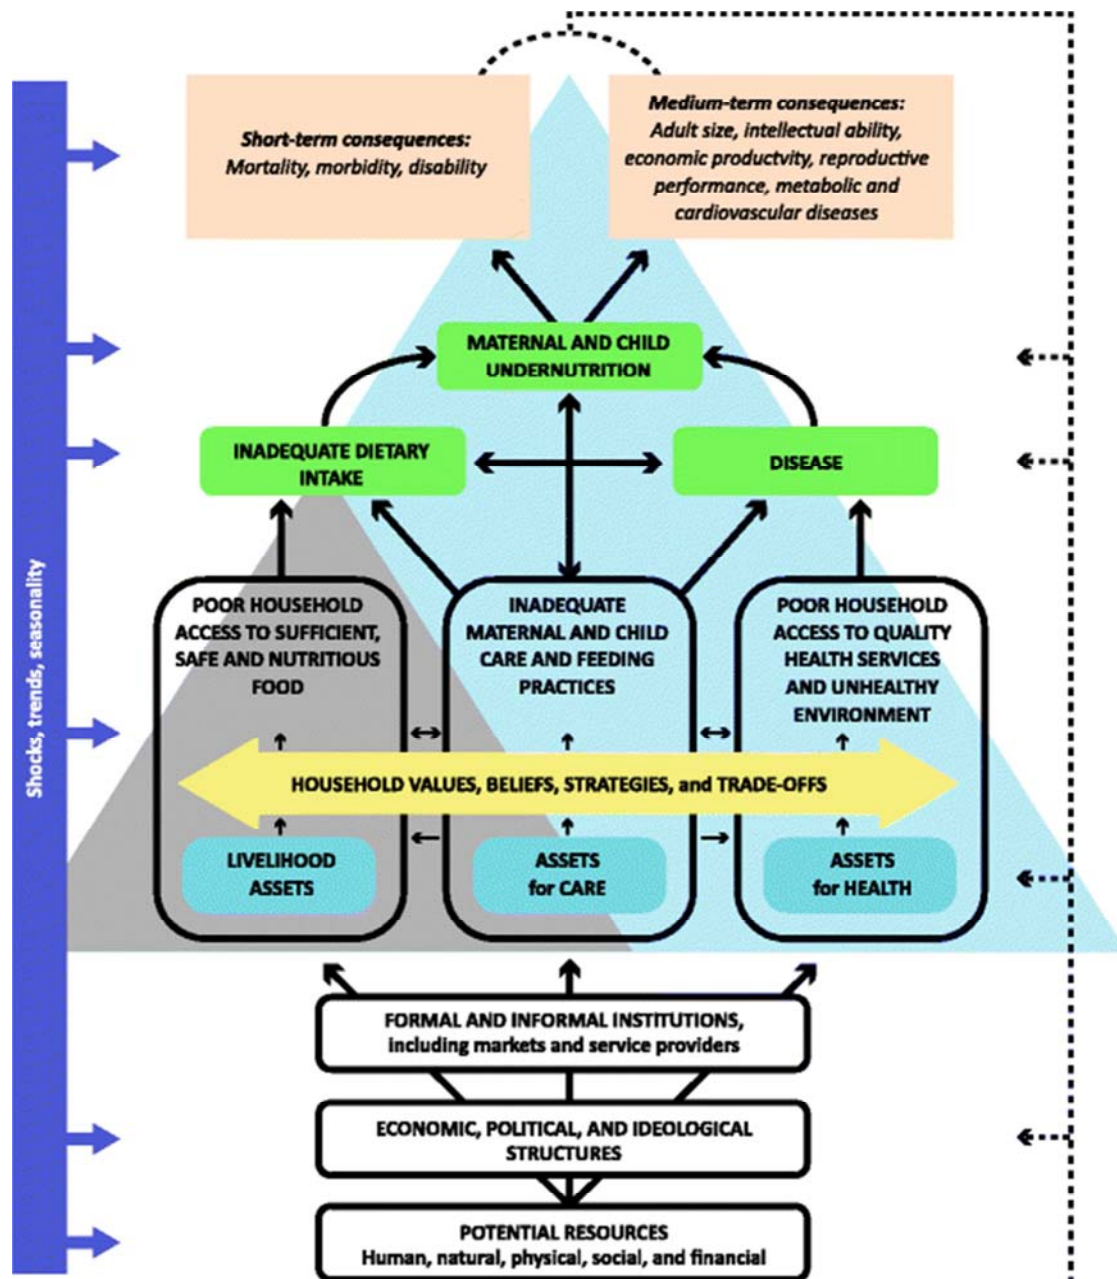 Shocks, trends, seasonality
Short-term consequences:
Mortality, morbidity, disability
Medium-term consequences:
Adult size, intellectual ability,
economic productvity, reproductive
performance, metabolic and
cardiovascular diseases
MATERNAL AND CHILD
UNDERNUTRITION
INADEQUATE DIETARY
INTAKE
DISEASE
POOR HOUSEHOLD
ACCESS TO SUFFICIENT,
SAFE AND NUTRITIOUS
FOOD
INADEQUATE
MATERNAL AND CHILD
CARE AND FEEDING
PRACTICES
POOR HOUSEHOLD
ACCESS TO QUALITY
HEALTH SERVICES
AND UNHEALTHY
ENVIRONMENT
HOUSEHOLD VALUES, BELIEFS, STRATEGIES, and TRADE-OFFS
LIVELIHOOD
ASSETS
ASSETS
for CARE
ASSETS
for HEALTH
FORMAL AND INFORMAL INSTITUTIONS,
including markets and service providers
ECONOMIC, POLITICAL, AND IDEOLOGICAL
STRUCTURES
POTENTIAL RESOURCES
Human, natural, physical, social, and financial